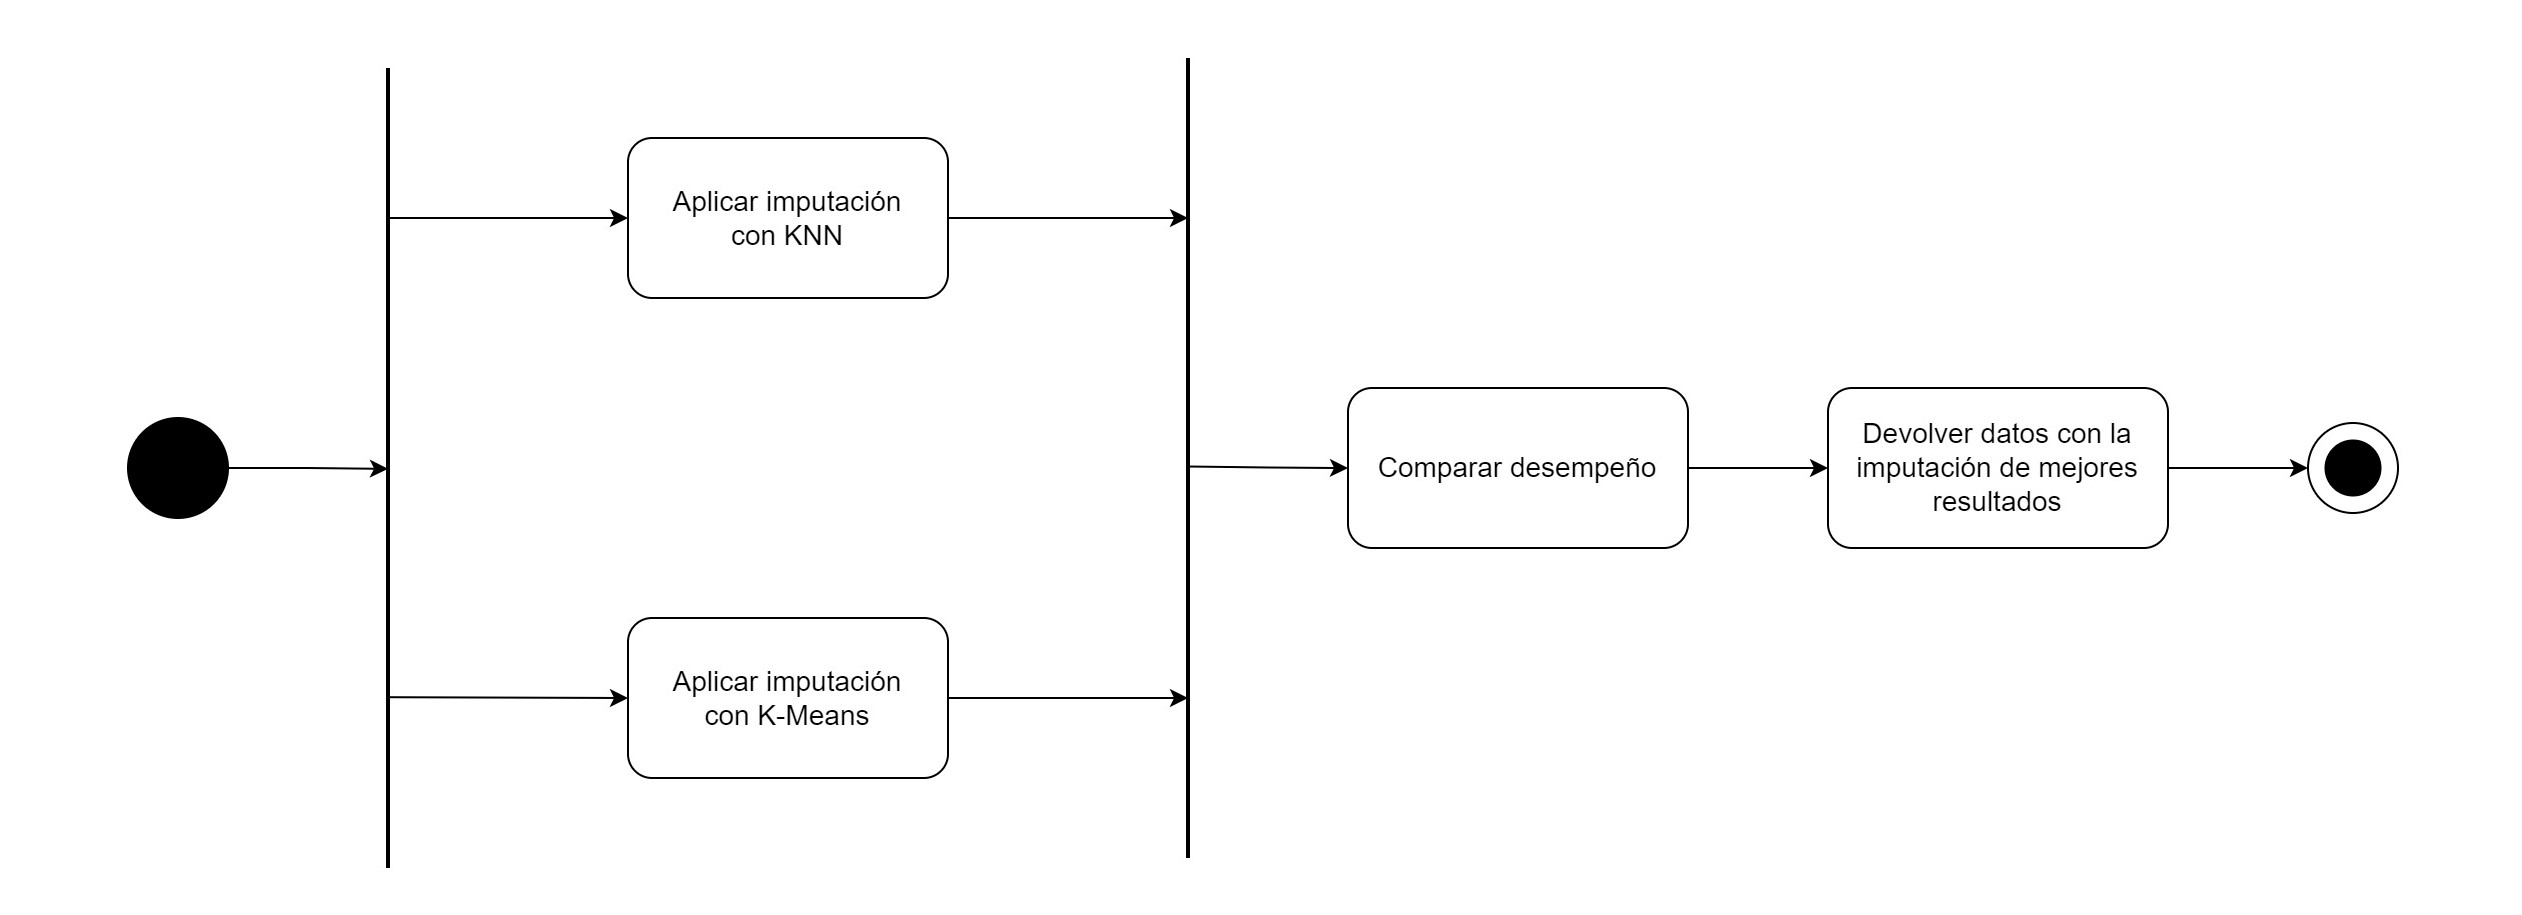 Aplicar imputación
con KNN
Aplicar imputación
con K-Means
Comparar desempeño
Devolver datos con la
imputación de mejores
resultados